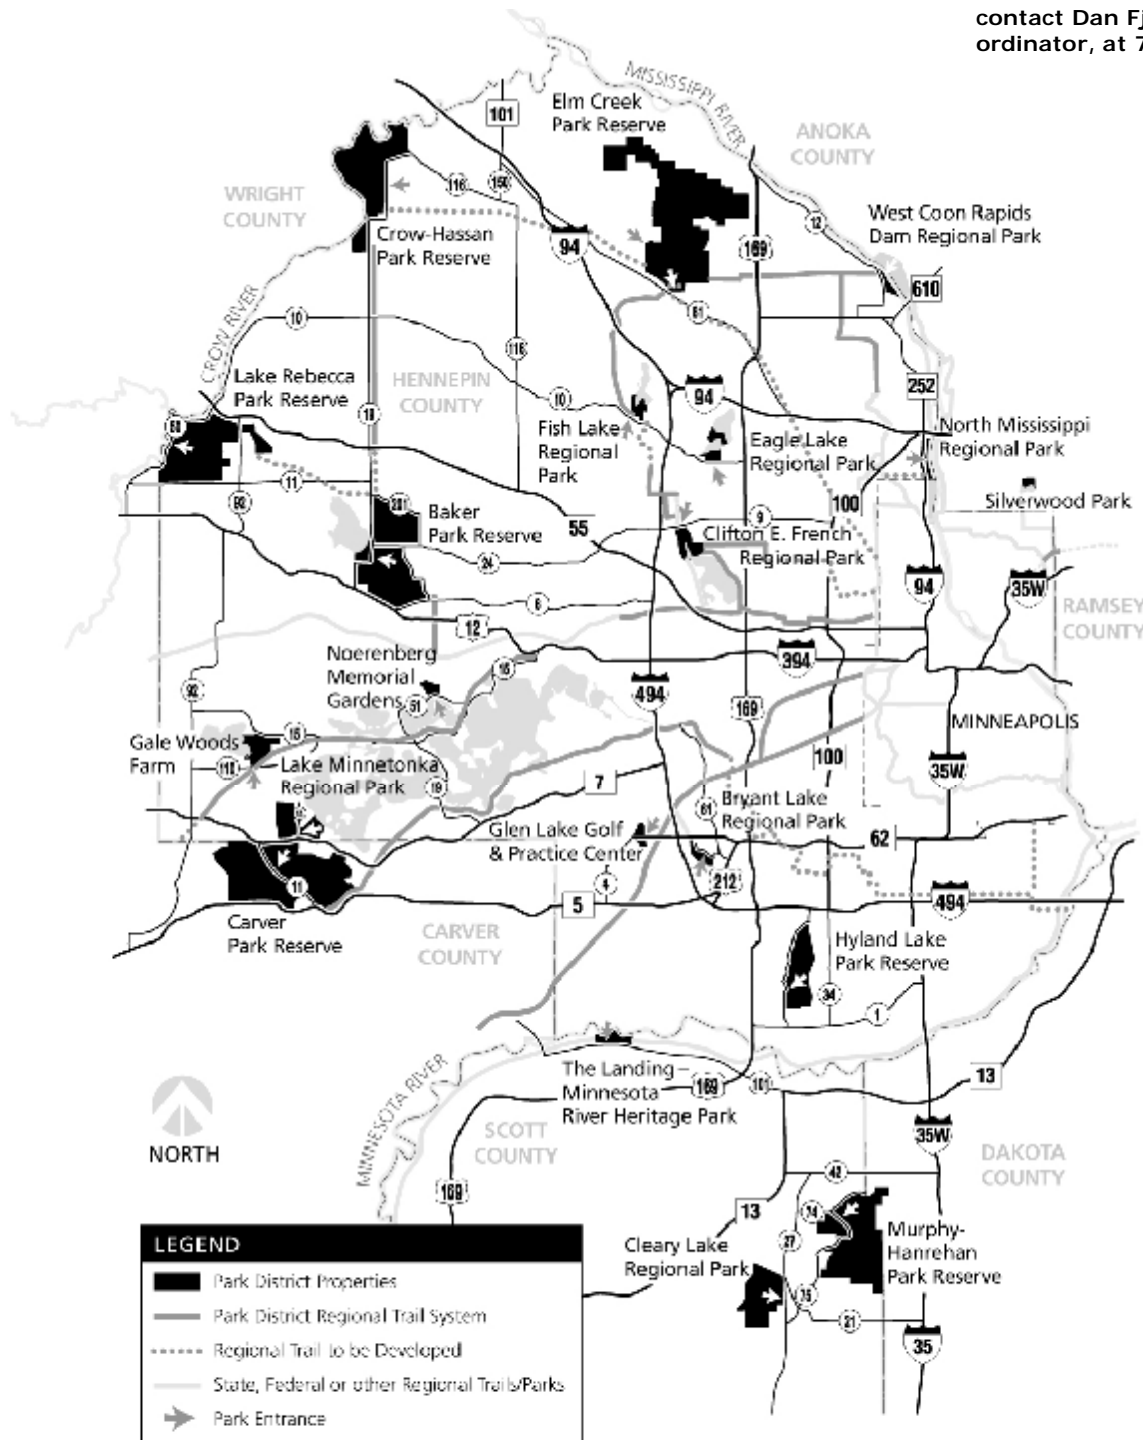 contact Dan Fj
ordinator, at 7
MISSISSIPPI RIVER
Elm Creek
Park Reserve
101
ANOKA
COUNTY
WRIGHT
COUNTY
116
150
12
West Coon Rapids
Dam Regional Park
Crow-Hassan
Park Reserve
94
169
610
CROW RIVER
10
81
116
Lake Rebecca
Park Reserve
HENNEPIN
COUNTY
19
10
94
252
Fish Lake
Regional
Park
Eagle Lake
Regional Park
North Mississippi
Regional Park
11
92
100
Silverwood Park
201
Baker
Park Reserve
55
9
Clifton E. French
Regional Park
24
94
35W
6
RAMSEY
COUNTY
12
394
Noerenberg
Memorial
Gardens
51
92
494
169
MINNEAPOLIS
Gale Woods
Farm
15
110
Lake Minnetonka
Regional Park
19
7
100
35W
61
Bryant Lake
Regional Park
Glen Lake Golf
& Practice Center
62
4
212
11
5
494
Carver
Park Reserve
CARVER
COUNTY
Hyland Lake
Park Reserve
34
1
MINNESOTA RIVER
The Landing–
Minnesota
River Heritage Park
169
101
13
NORTH
SCOTT
COUNTY
35W
DAKOTA
COUNTY
169
42
13
74
27
Cleary Lake
Regional Park
Murphy-
Hanrehan
Park Reserve
75
21
35
LEGEND
Park District Properties
Park District Regional Trail System
Regional Trail to be Developed
State, Federal or other Regional Trails/Parks
Park Entrance